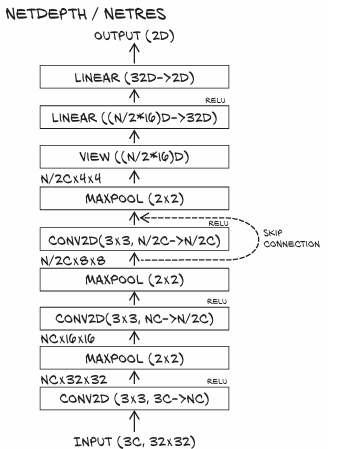 NETDEPTH / NETRES
OUTPUT (2D)
LINEAR (32D->2D)
RELU
LINEAR ((N/2*16)D->32D)
VIEW ((N/2*16)D)
N/2CX4X4
MAXPOOL (2X2)
RELU
CONV2D(3X3, N/2C->N/2C)
SKIP
CONNECTION
N/2CX8X8
MAXPOOL (2X2)
RELU
CONV2D(3X3, NC->N/2C)
NCX16X16
MAXPOOL (2X2)
NCX32X32
RELU
CONV2D (3X3, 3C->NC)
INPUT (3C, 32X32)